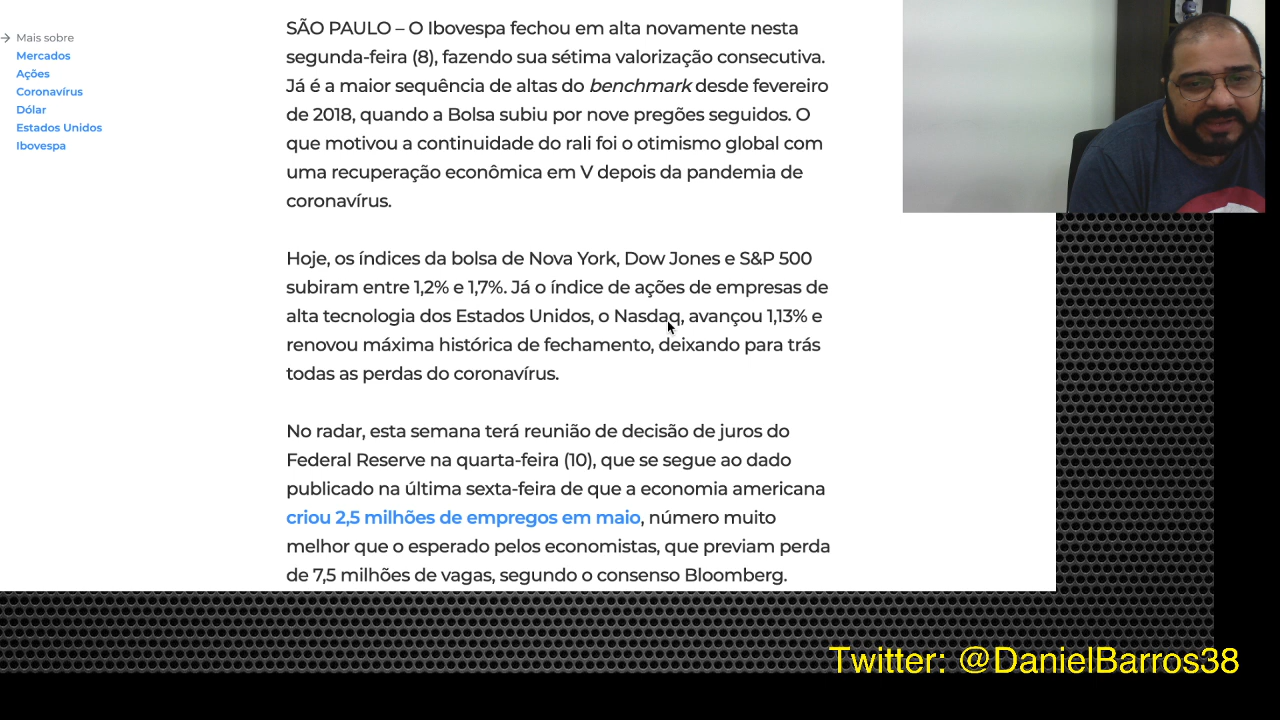 Mais sobre
Mercados
Ações
Coronavírus
Dólar
Estados Unidos
Ibovespa
SÃO PAULO – O Ibovespa fechou em alta novamente nesta
segunda-feira (8), fazendo sua sétima valorização consecutiva.
Já é a maior sequência de altas do benchmark desde fevereiro
de 2018, quando a Bolsa subiu por nove pregões seguidos. O
que motivou a continuidade do rali foi o otimismo global com
uma recuperação econômica em V depois da pandemia de
coronavírus.
Hoje, os índices da bolsa de Nova York, Dow Jones e S&P 500
subiram entre 1,2% e 1,7%. Já o índice de ações de empresas de
alta tecnologia dos Estados Unidos, o Nasdaq, avançou 1,13% e
renovou máxima histórica de fechamento, deixando para trás
todas as perdas do coronavírus.
No radar, esta semana terá reunião de decisão de juros do
Federal Reserve na quarta-feira (10), que se segue ao dado
publicado na última sexta-feira de que a economia americana
criou 2,5 milhões de empregos em maio, número muito
melhor que o esperado pelos economistas, que previam perda
de 7,5 milhões de vagas, segundo o consenso Bloomberg.
Twitter: @DanielBarros38